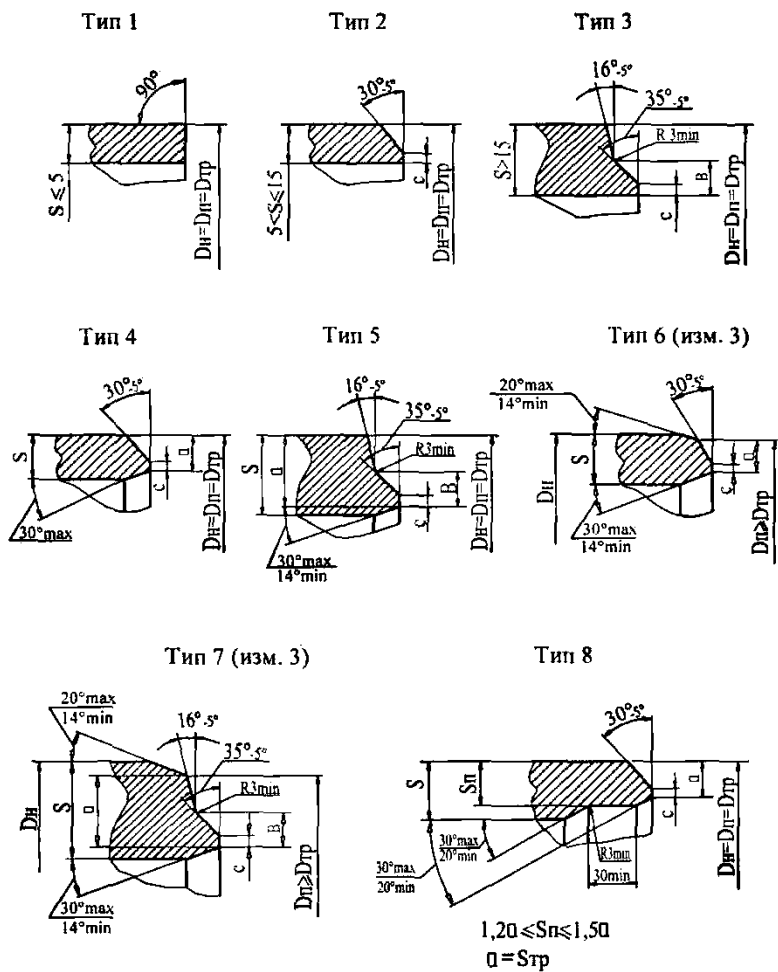 Тип 1
90°
S⩽5
Dн=Dп=Dтр
Тип 2
30°-5°
5<S⩽15
c
Dн=Dп=Dтр
Тип 3
16°-5°
35°-5°
R 3min
S>15
B
c
Dн=Dп=Dтр
Тип 4
30°-5°
S
a
c
30°max
Dн=Dп=Dтр
Тип 5
16°-5°
35°-5°
R3min
S
a
B
c
30°max
14°min
Dн=Dп=Dтр
Тип 6 (изм. 3)
20°max
14°min
30°-5°
S
a
c
Dн
30°max
14°min
Dп⩾Dтр
Тип 7 (изм. 3)
20°max
14°min
16°-5°
35°-5°
R3min
Dн
S
a
B
c
30°max
14°min
Dп⩾Dтр
Тип 8
30°-5°
S
Sп
a
c
30°max
20°min
30°max
20°min
R3min
30min
Dн=Dп=Dтр
1,2a⩽Sп⩽1,5a
a=Sтр